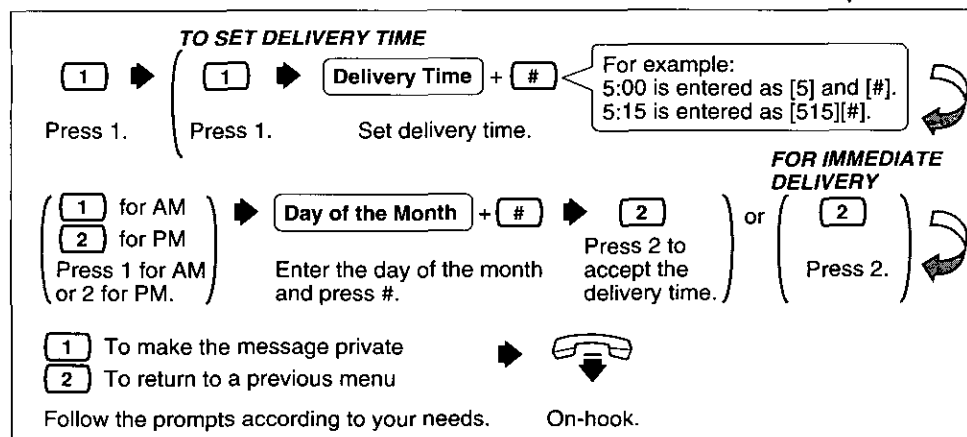 TO SET DELIVERY TIME
1 1 Delivery Time + #
For example:
5:00 is entered as [5] and [#].
5:15 is entered as [515][#].
Press 1. Press 1. Set delivery time.
FOR IMMEDIATE
DELIVERY
1 for AM
2 for PM
Press 1 for AM
or 2 for PM.
Day of the Month + #
Enter the day of the month
and press #.
2
Press 2 to
accept the
delivery time.
or
2
Press 2.
1 To make the message private
2 To return to a previous menu
Follow the prompts according to your needs. On-hook.